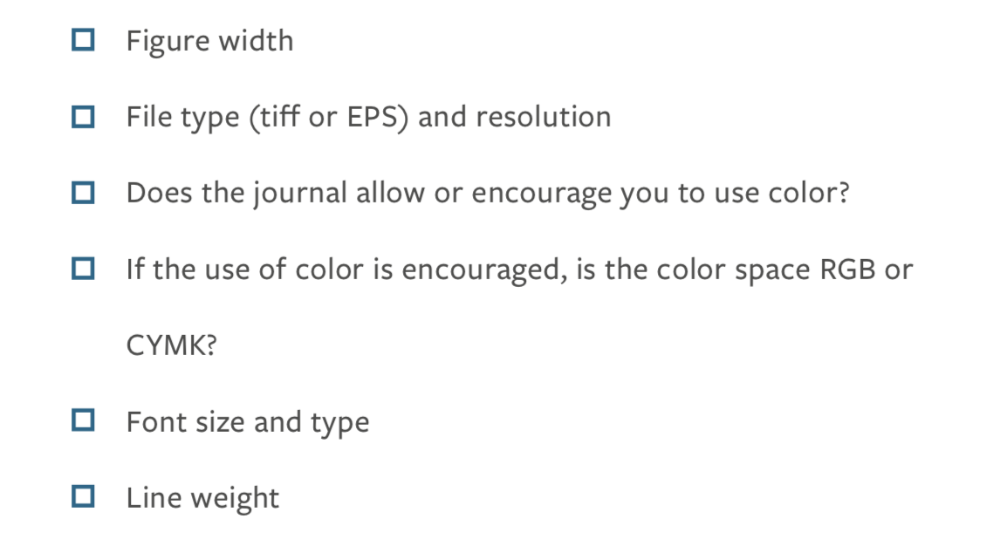 Figure width
File type (tiff or EPS) and resolution
Does the journal allow or encourage you to use color?
If the use of color is encouraged, is the color space RGB or
CYMK?
Font size and type
Line weight